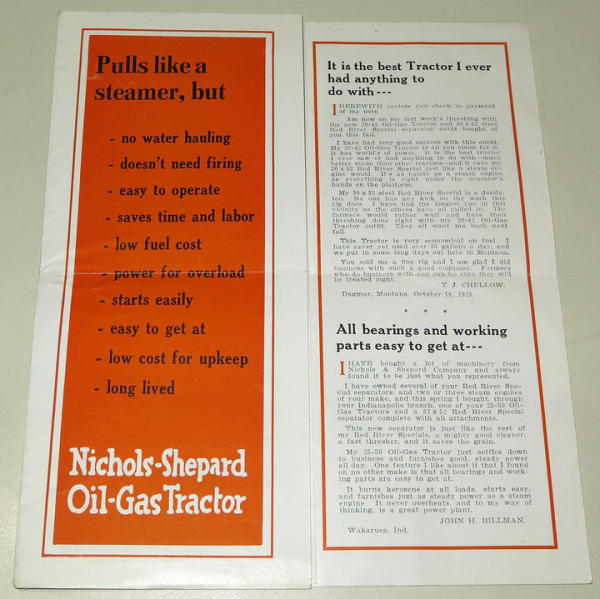 Pulls like a
steamer, but
- no water hauling
- doesn't need firing
- easy to operate
- saves time and labor
- low fuel cost
- power for overload
- starts easily
- easy to get at
- low cost for upkeep
- long lived
Nichols-Shepard
Oil-Gas Tractor
It is the best Tractor I ever
had anything to
do with---
I HEREWITH enclose you check in payment
of my note.
Am now on my last week's threshing with
the new 20-42 Oil-Gas Tractor and 30 x 52 steel
Red River Special separator outfit bought of
you this fall.
I have had very good success with this outfit.
My 20-42 Oil-Gas Tractor is all you claim for it.
It has world's of power. It is the best tractor
I ever saw or had anything to do with—much
better made than other tractors—and it runs my
30 x 52 Red River Special just like a steam engine
would. It's as handy as a steam engine
as everything is right under the operator's
hands on the platform.
My 30 x 52 steel Red River Special is a dandy,
too. No one has any kick on the work this
rig does. I have had the longest run in this
vicinity as the others have all pulled in. The
farmers would rather wait and have their
threshing done right with my 20-42 Oil-Gas
Tractor outfit. They all want me back next
fall.
This Tractor is very economical on fuel. I
have never yet used over 55 gallons a day, and
we put in some long days out here in Montana.
You sold me a fine rig and I am glad I did
business with such a good company. Farmers
who do business with you can be sure they will
be treated right.
T. J. CHELLOW,
Dagmar, Montana, October 18, 1922.
* * *
All bearings and working
parts easy to get at---
I HAVE bought a lot of machinery from
Nichols & Shepard Company and always
found it to be just what you represented.
I have owned several of your Red River Special
separators, and two or three steam engines
of your make, and this spring I bought, through
your Indianapolis branch, one of your 25-50 Oil-
Gas Tractors and a 32 x 52 Red River Special
separator complete with all attachments.
This new separator is just like the rest of
my Red River Specials, a mighty good cleaner,
a fast thresher, and it saves the grain.
My 25-50 Oil-Gas Tractor just settles down
to business and furnishes good, steady power
all day. One feature I like about it that I found
on no other make is that all bearings and work-
ing parts are easy to get at.
It burns kerosene at all loads, starts easy,
and furnishes just as steady power as a steam
engine. It never overheats, and to my way of
thinking, is a great power plant.
JOHN H. BILLMAN,
Wakarusa, Ind.